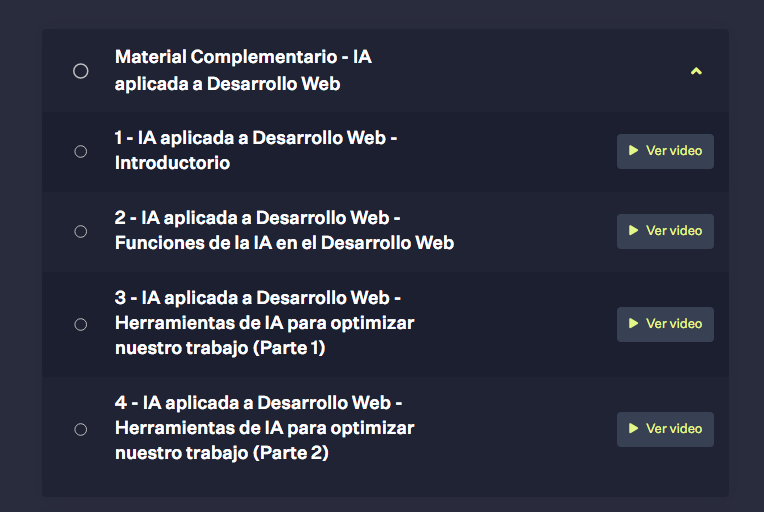 Material Complementario - IA
aplicada a Desarrollo Web
1 - IA aplicada a Desarrollo Web -
Introductorio
Ver video
2 - IA aplicada a Desarrollo Web -
Funciones de la IA en el Desarrollo Web
Ver video
3 - IA aplicada a Desarrollo Web -
Herramientas de IA para optimizar
nuestro trabajo (Parte 1)
Ver video
4 - IA aplicada a Desarrollo Web -
Herramientas de IA para optimizar
nuestro trabajo (Parte 2)
Ver video